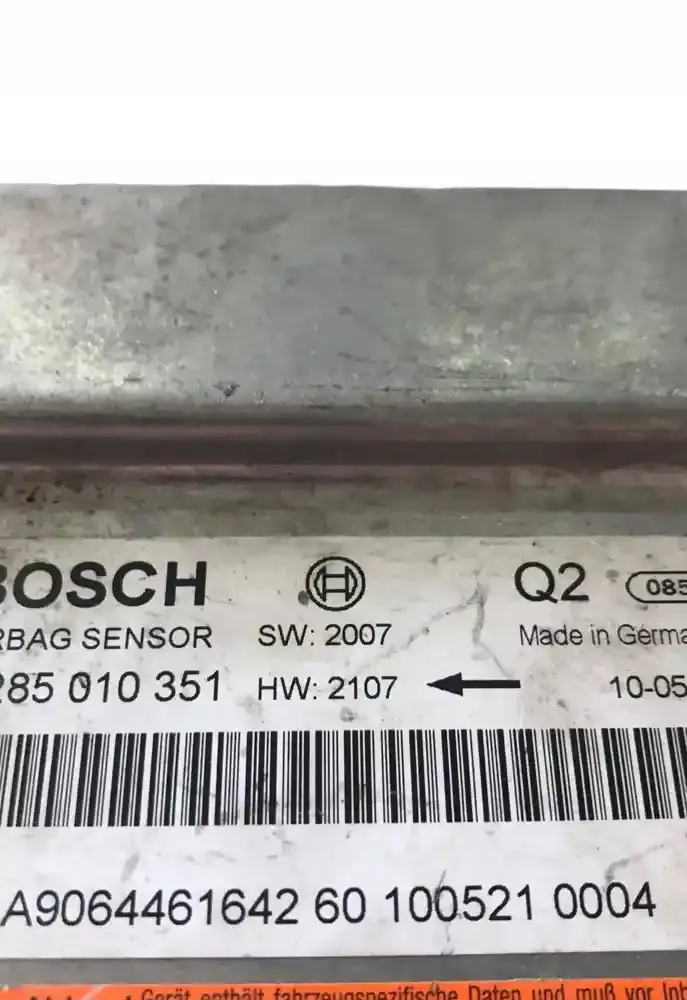 BOSCH Q2 085
RBAG SENSOR SW: 2007 Made in Germa
285 010 351 HW: 2107 10-05
A9064461642 60 100521 0004
Gerät enthält fahrzeugspezifische Daten und muß vor Inb